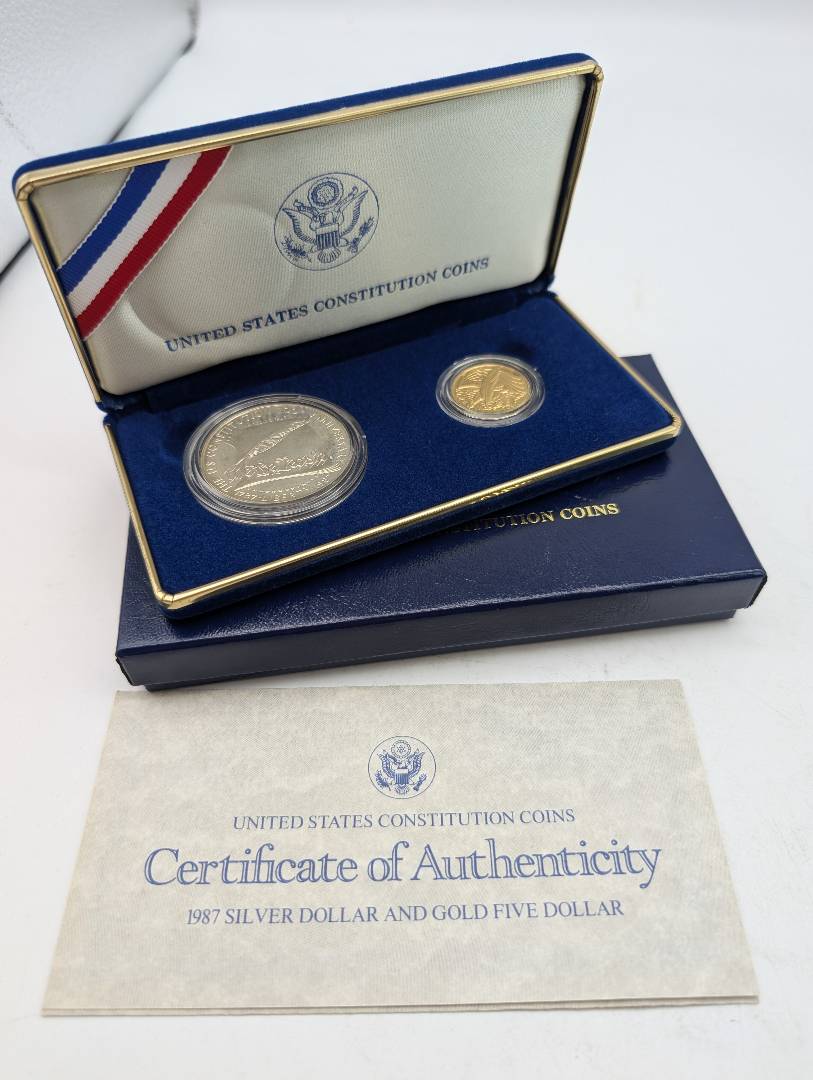 UNITED STATES CONSTITUTION COINS
CONSTITUTION COINS
UNITED STATES CONSTITUTION COINS
Certificate of Authenticity
1987 SILVER DOLLAR AND GOLD FIVE DOLLAR